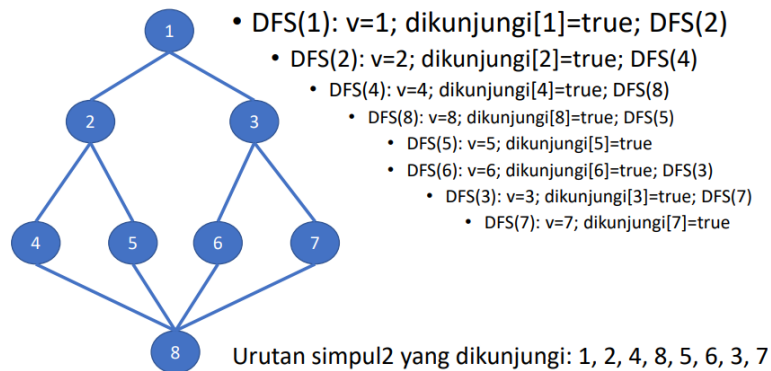 • DFS(1): v=1; dikunjungi[1]=true; DFS(2)
• DFS(2): v=2; dikunjungi[2]=true; DFS(4)
• DFS(4): v=4; dikunjungi[4]=true; DFS(8)
• DFS(8): v=8; dikunjungi[8]=true; DFS(5)
• DFS(5): v=5; dikunjungi[5]=true
• DFS(6): v=6; dikunjungi[6]=true; DFS(3)
• DFS(3): v=3; dikunjungi[3]=true; DFS(7)
• DFS(7): v=7; dikunjungi[7]=true
1
2 3
4 5 6 7
8
Urutan simpul2 yang dikunjungi: 1, 2, 4, 8, 5, 6, 3, 7